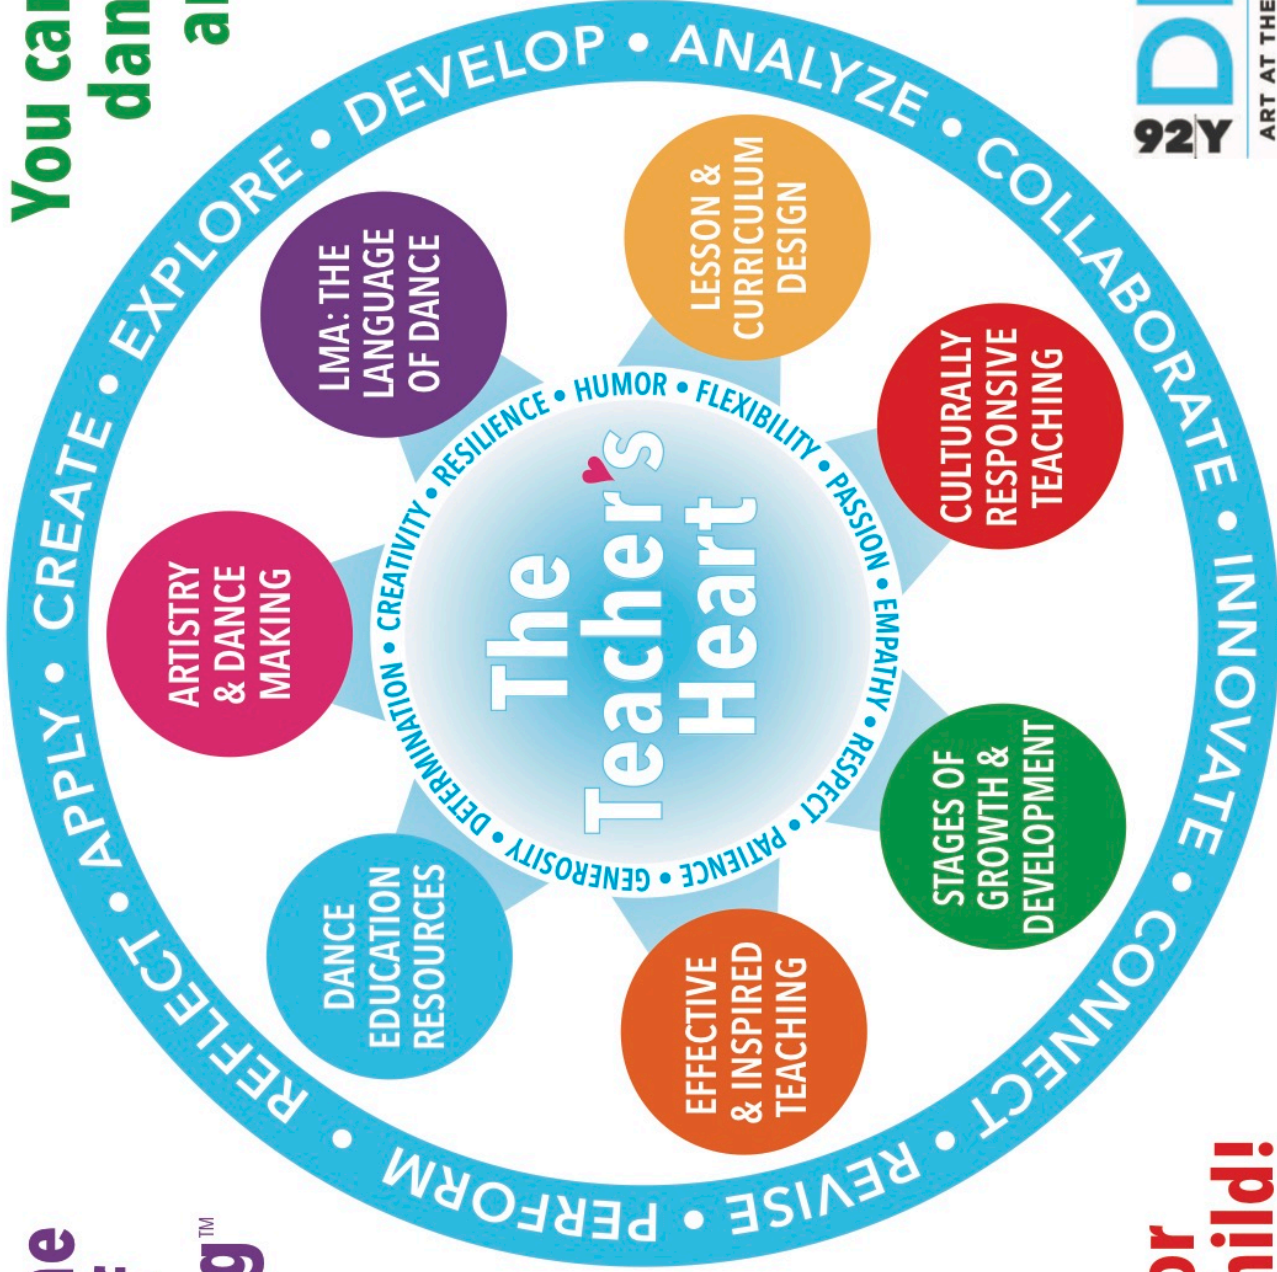 You
APPLY • CREATE • EXPLORE • DEVELOP • ANALYZE • COLLABORATE • INNOVATE • CONNECT • REVISE • PERFORM • REFLECT •
ARTISTRY
& DANCE
MAKING
LMA: THE
LANGUAGE
OF DANCE
LESSON &
CURRICULUM
DESIGN
CULTURALLY
RESPONSIVE
TEACHING
STAGES OF
GROWTH &
DEVELOPMENT
EFFECTIVE
& INSPIRED
TEACHING
DANCE
EDUCATION
RESOURCES
DETERMINATION • CREATIVITY • RESILIENCE • HUMOR • FLEXIBILITY • PASSION • EMPATHY • RESPECT • PATIENCE • GENEROSITY •
The
Teacher's
Heart
92Y
ART AT THE